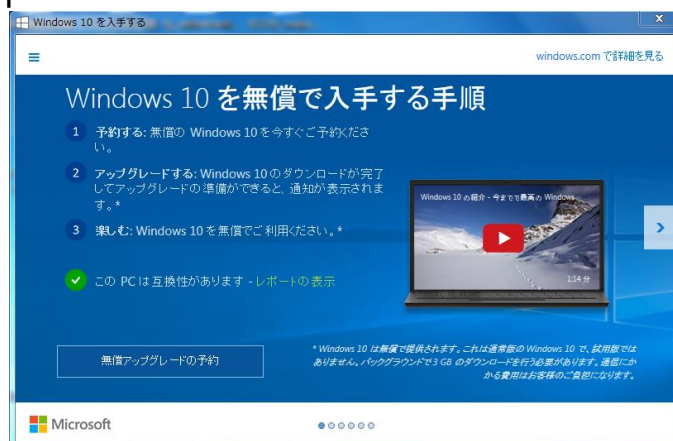 Windows 10 を入手する
x
windows.com で詳細を見る
Windows 10 を無償で入手する手順
1 予約する: 無償の Windows 10を今すぐご予約くださ
い。
2 アップグレードする: Windows 10 のダウンロードが完了
してアップグレードの準備ができると、通知が表示されま
す。*
3 楽しむ: Windows 10 を無償でご利用ください。*
Windows 10 の紹介 - 今までで最高の Windows
1:14 分
この PC は互換性があります - レポートの表示
無償アップグレードの予約
* Windows 10 は無償で提供されます。これは通常版の Windows 10 で、試用版では
ありません。バックグラウンドで3 GB のダウンロードを行う必要があります。通信にか
かる費用はお客様のご負担になります。
Microsoft